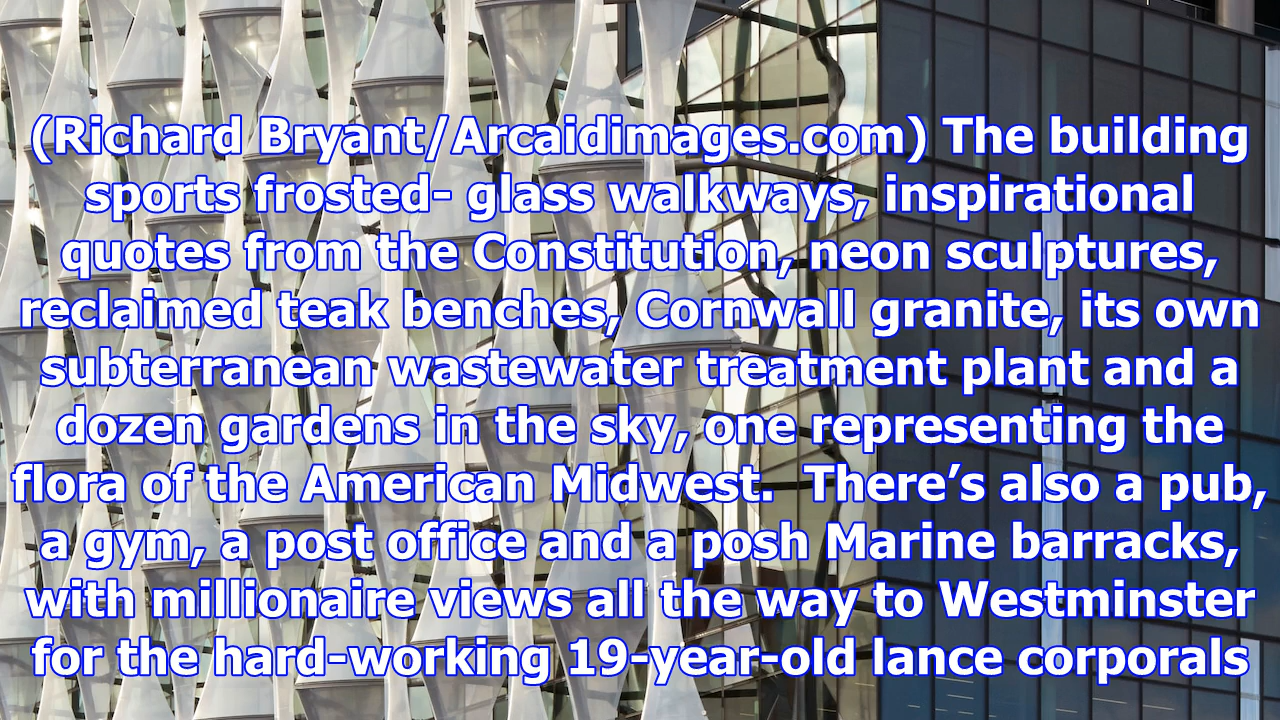 (Richard Bryant/Arcaidimages.com) The building
sports frosted- glass walkways, inspirational
quotes from the Constitution, neon sculptures,
reclaimed teak benches, Cornwall granite, its own
subterranean wastewater treatment plant and a
dozen gardens in the sky, one representing the
flora of the American Midwest.  There’s also a pub,
a gym, a post office and a posh Marine barracks,
with millionaire views all the way to Westminster
for the hard-working 19-year-old lance corporals